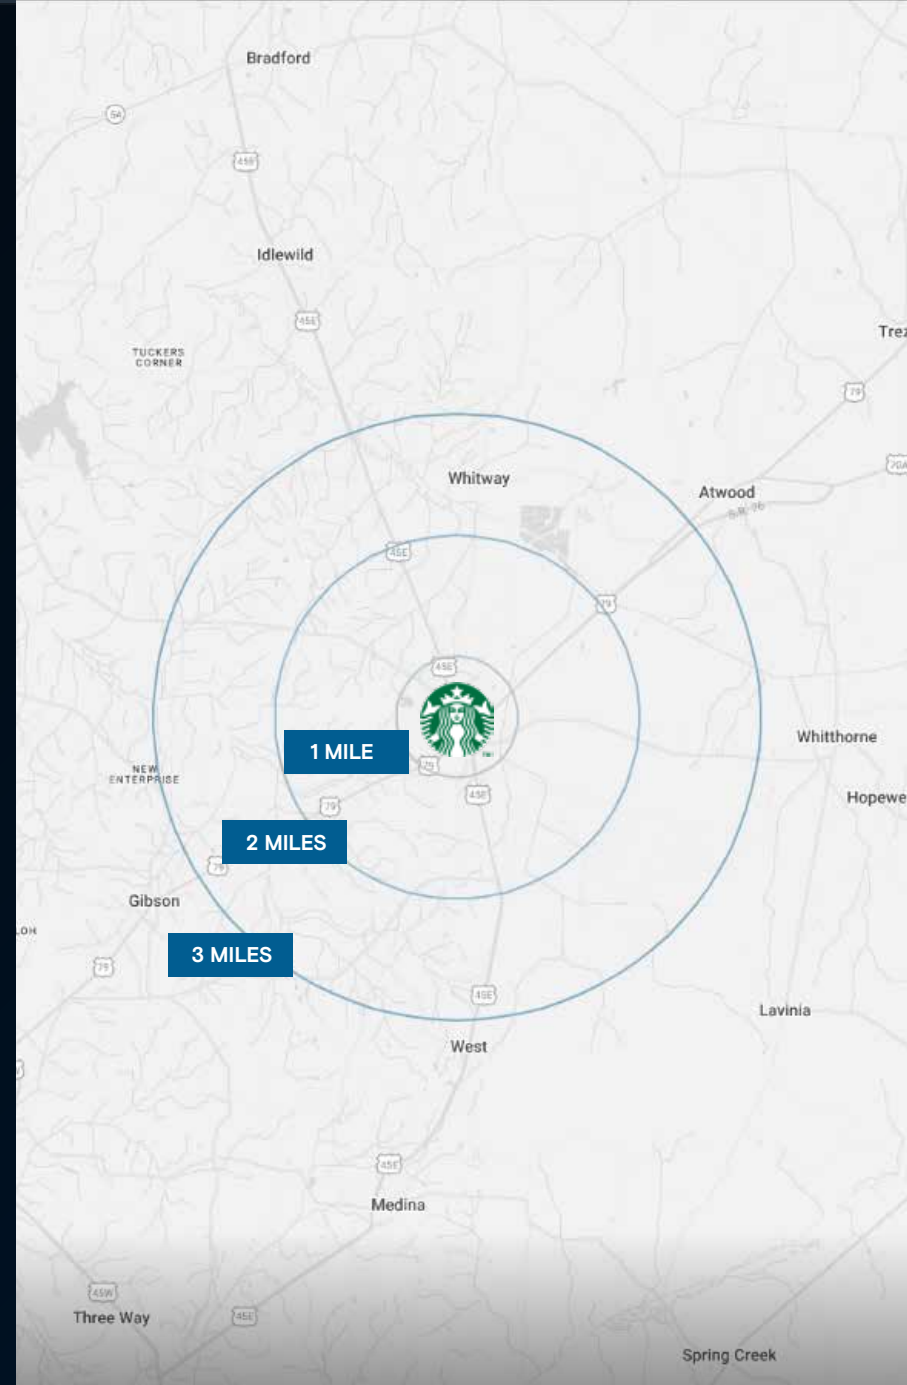 Bradford
54
45E
Idlewild
45E
TUCKERS
CORNER
Trez
79
Whitway
70A
Atwood
S.R. 76
45E
79
45E
1 MILE
Whitthorne
79
NEW
ENTERPRISE
45E
Hopewe
79
2 MILES
79
Gibson
LOH
3 MILES
79
45E
Lavinia
West
45E
Medina
45W
Three Way
45E
Spring Creek